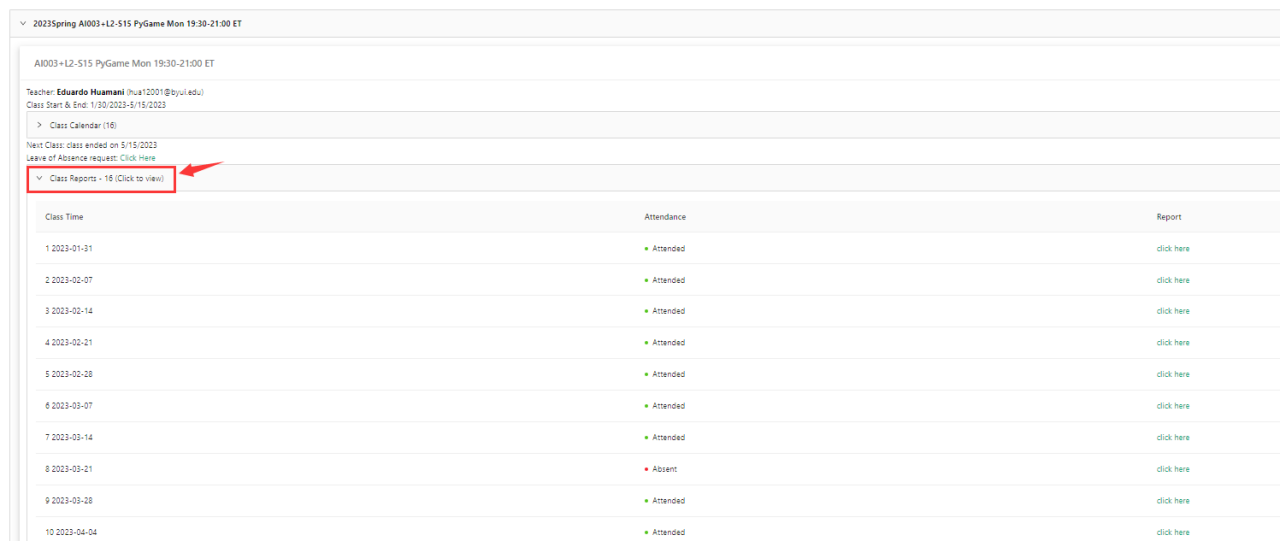 2023Spring AI003+L2-S15 PyGame Mon 19:30-21:00 ET
AI003+L2-S15 PyGame Mon 19:30-21:00 ET
Teacher: Eduardo Huamani (hua12001@byui.edu)
Class Start & End: 1/30/2023-5/15/2023
Class Calendar (16)
Next Class: class ended on 5/15/2023
Leave of Absence request: Click Here
Class Reports - 16 (Click to view)
Class Time Attendance Report
1 2023-01-31 Attended click here
2 2023-02-07 Attended click here
3 2023-02-14 Attended click here
4 2023-02-21 Attended click here
5 2023-02-28 Attended click here
6 2023-03-07 Attended click here
7 2023-03-14 Attended click here
8 2023-03-21 Absent click here
9 2023-03-28 Attended click here
10 2023-04-04 Attended click here